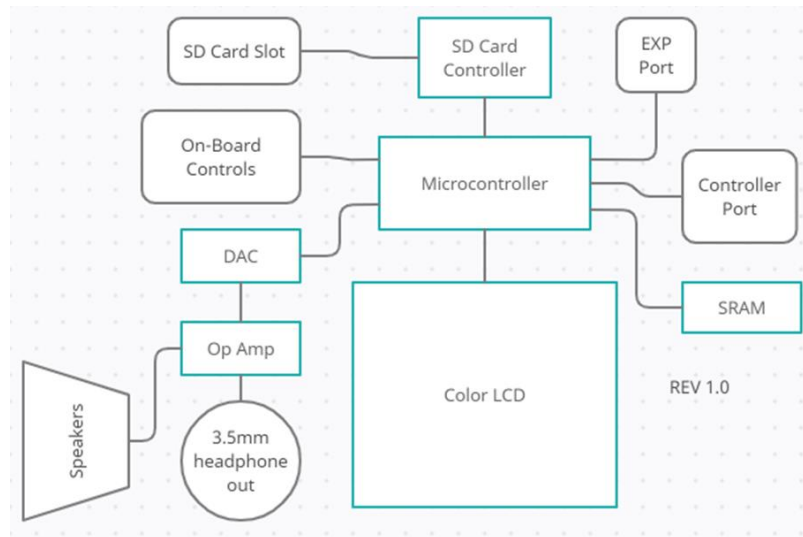 SD Card Slot
SD Card
Controller
EXP
Port
On-Board
Controls
Microcontroller
Controller
Port
DAC
SRAM
Op Amp
Color LCD
REV 1.0
Speakers
3.5mm
headphone
out